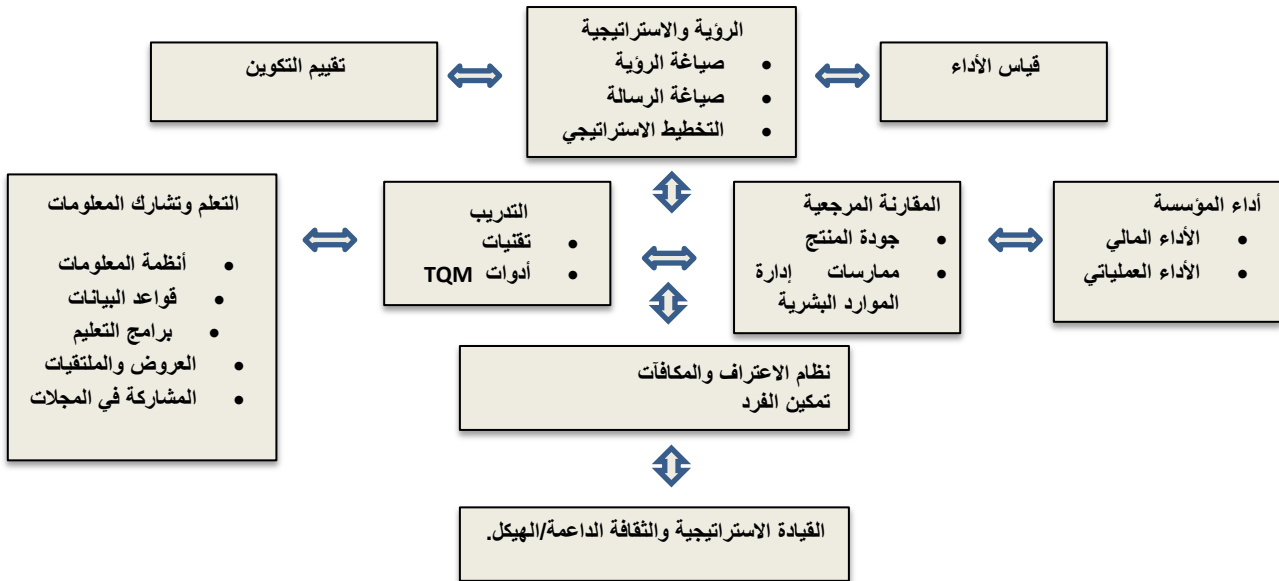 الرؤية والاستراتيجية
• صياغة الرؤية
• صياغة الرسالة
• التخطيط الاستراتيجي
قياس الأداء
تقييم التكوين
أداء المؤسسة
• الأداء المالي
• الأداء العملياتي
المقارنة المرجعية
• جودة المنتج
• ممارسات إدارة
الموارد البشرية
التدريب
• تقنيات
• أدوات TQM
التعلم وتشارك المعلومات
• أنظمة المعلومات
• قواعد البيانات
• برامج التعليم
• العروض والملتقيات
• المشاركة في المجلات
نظام الاعتراف والمكافآت
تمكين الفرد
القيادة الاستراتيجية والثقافة الداعمة/الهيكل.